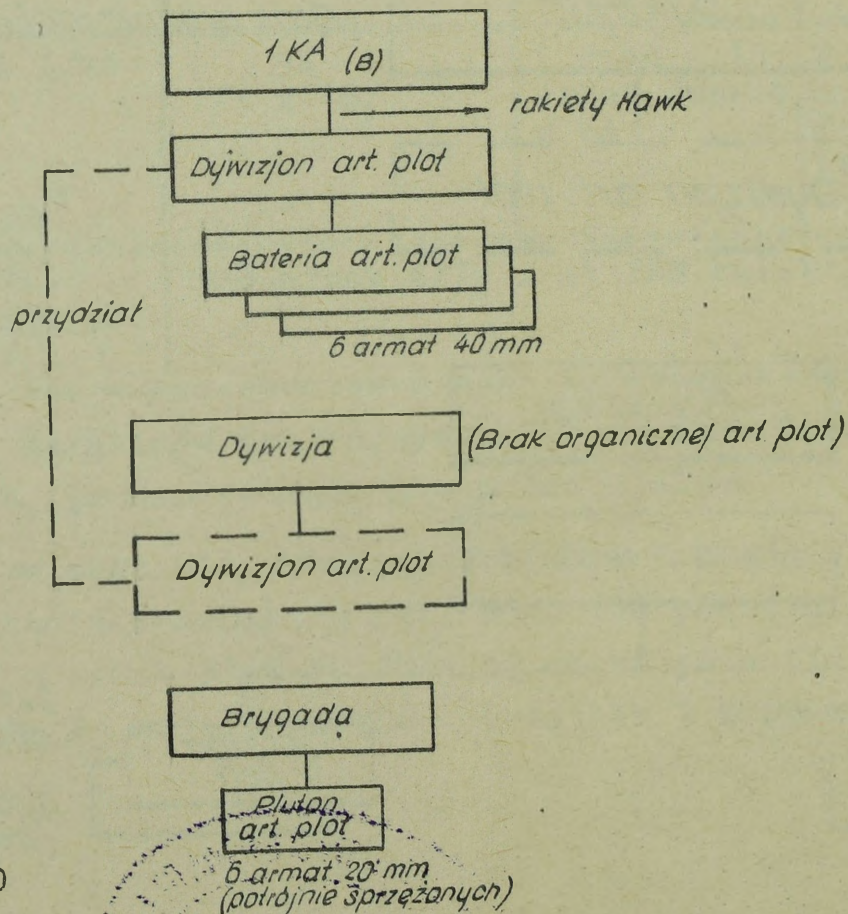 1 KA (B)
rakiety Hawk
Dywizjon art. plot
Bateria art. plot
przydział
6 armat 40 mm
Dywizja
(Brak organicznej art. plot)
Dywizjon art. plot
Brygada
Pluton
art. plot
6 armat 20 mm
(potrójnie sprzężonych)